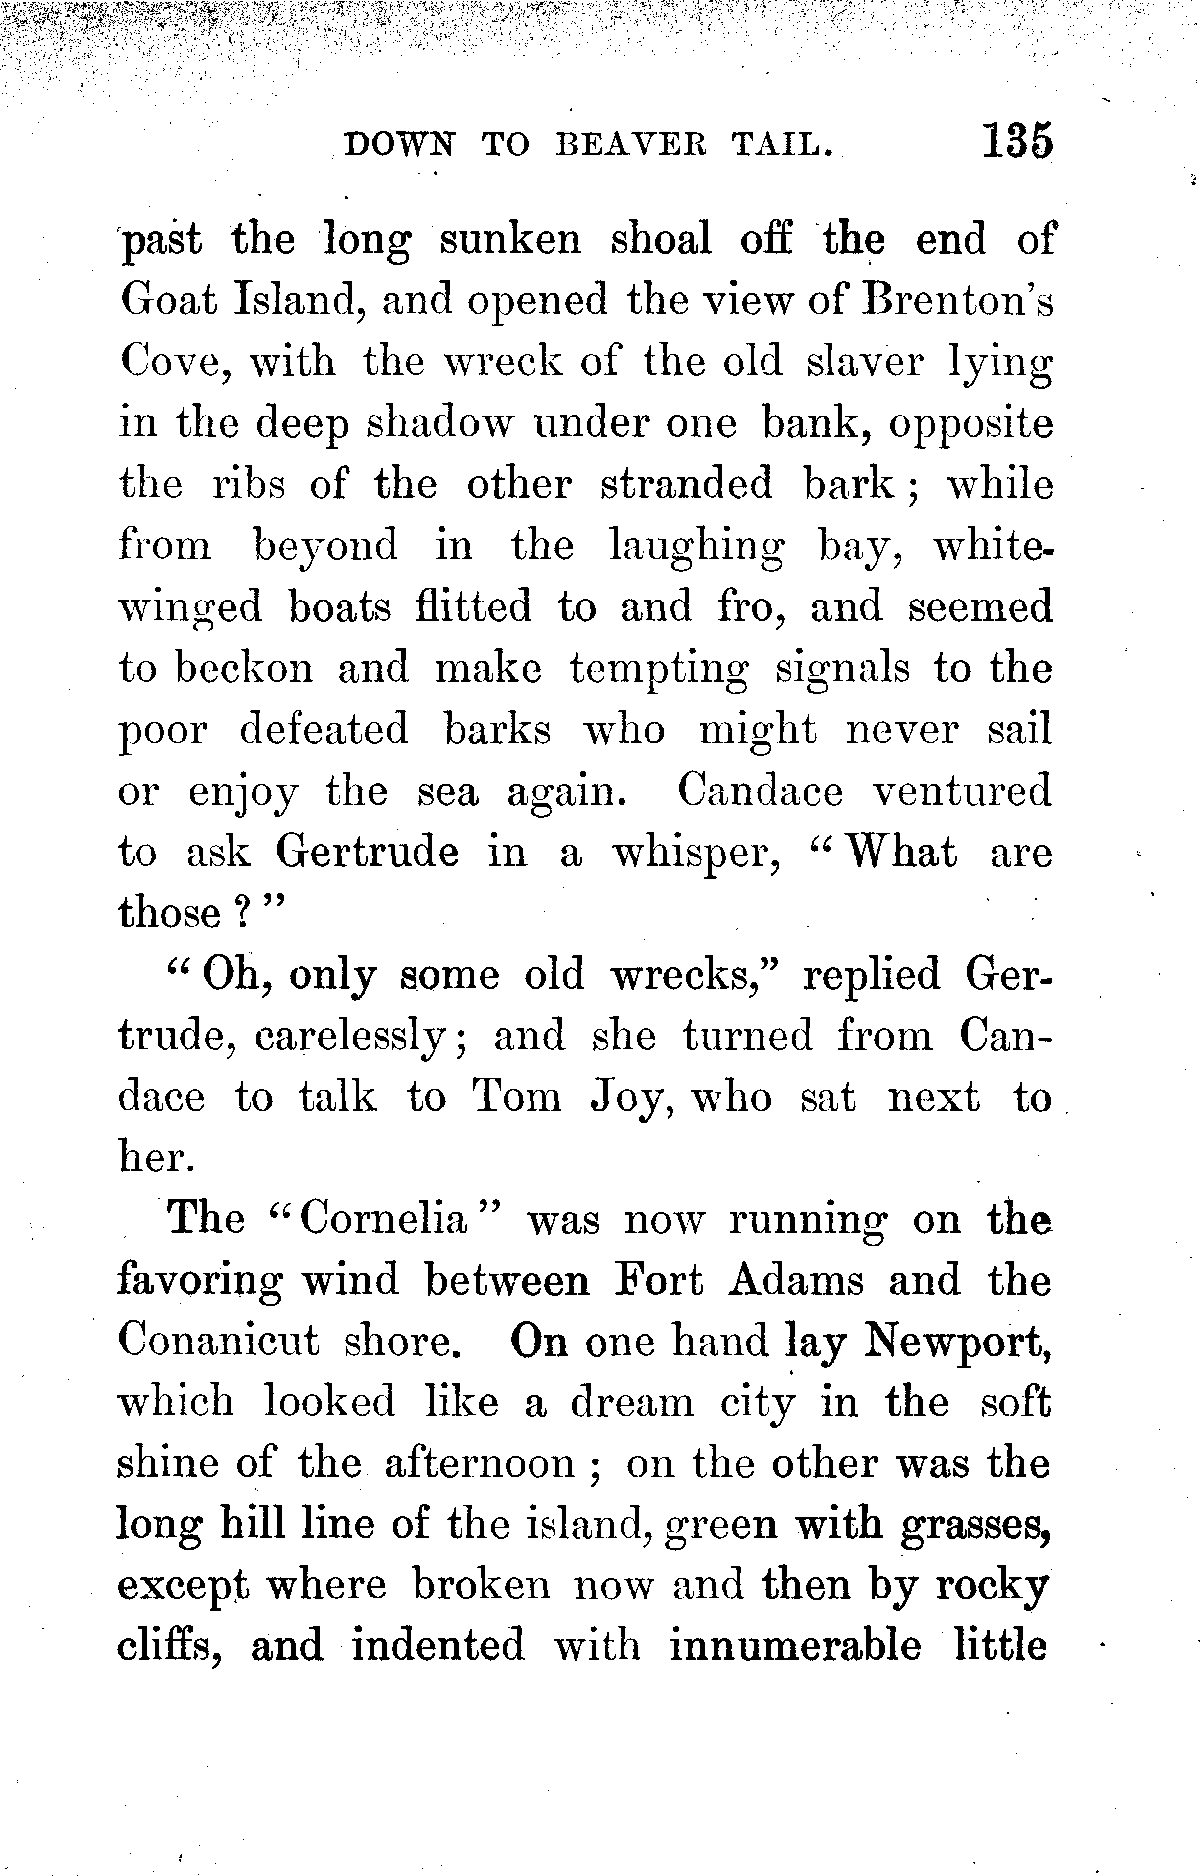 DOWN TO BEAVER TAIL. 135
past the long sunken shoal off the end of
Goat Island, and opened the view of Brenton's
Cove, with the wreck of the old slaver lying
in the deep shadow under one bank, opposite
the ribs of the other stranded bark ; while
from beyond in the laughing bay, white-
winged boats flitted to and fro, and seemed
to beckon and make tempting signals to the
poor defeated barks who might never sail
or enjoy the sea again. Candace ventured
to ask Gertrude in a whisper, “ What are
those ? ”
“ Oh, only some old wrecks,” replied Ger-
trude, carelessly ; and she turned from Can-
dace to talk to Tom Joy, who sat next to
her.
The “ Cornelia ” was now running on the
favoring wind between Fort Adams and the
Conanicut shore. On one hand lay Newport,
which looked like a dream city in the soft
shine of the afternoon ; on the other was the
long hill line of the island, green with grasses,
except where broken now and then by rocky
cliffs, and indented with innumerable little